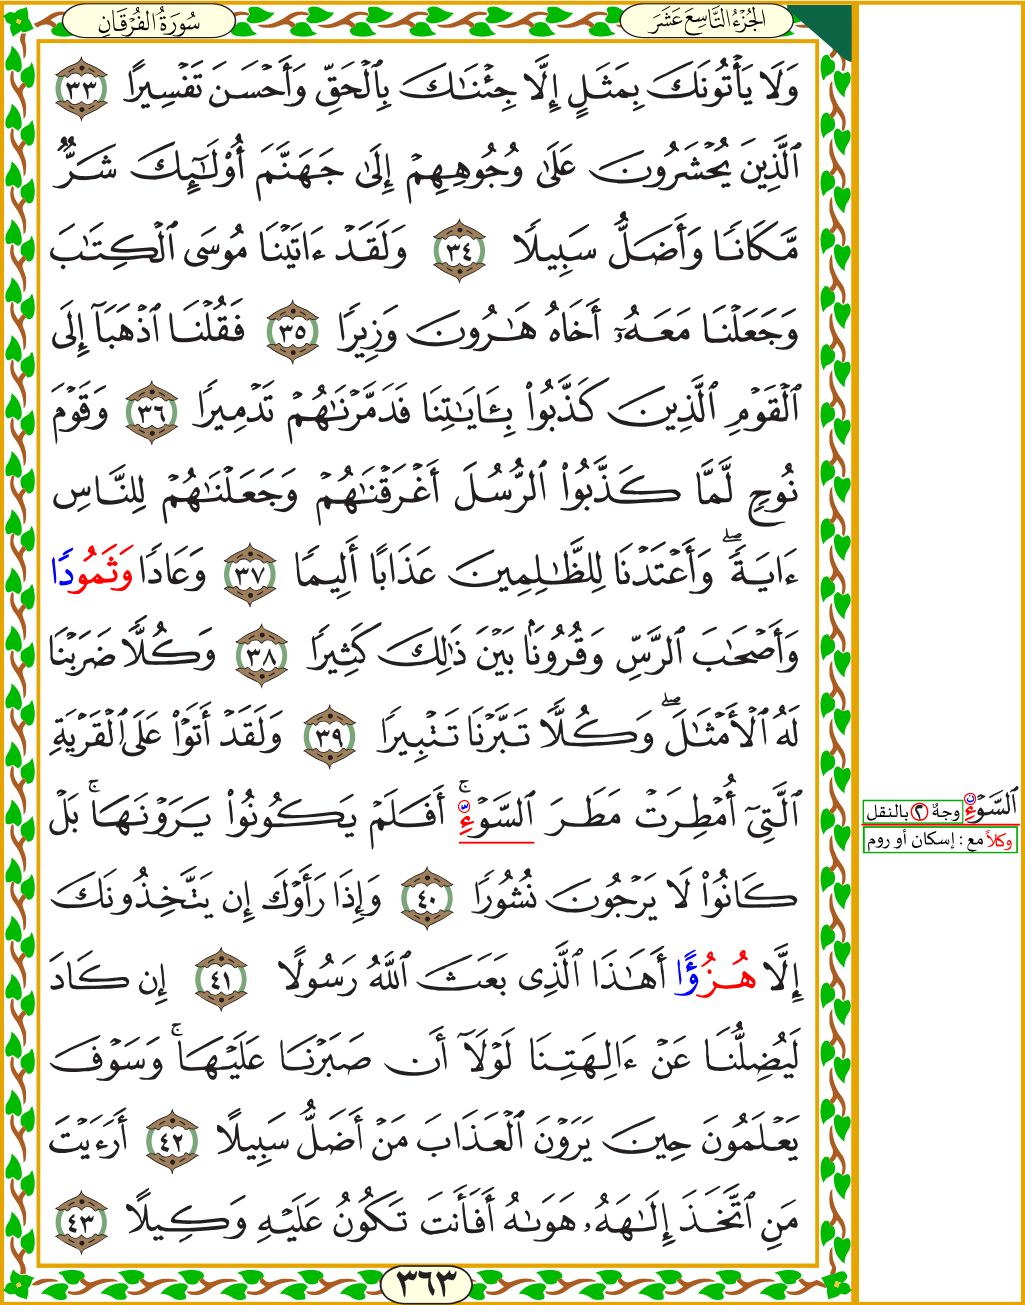 الجُزْءُ التَّاسِعَ عَشَرَ
سُورَةُ الفُرْقَانِ
وَلَا يَأۡتُونَكَ بِمَثَلٍ إِلَّا جِئۡنَٰكَ بِٱلۡحَقِّ وَأَحۡسَنَ تَفۡسِيرًا ٣٣
ٱلَّذِينَ يُحۡشَرُونَ عَلَىٰ وُجُوهِهِمۡ إِلَىٰ جَهَنَّمَ أُوْلَٰٓئِكَ شَرّٞ
مَّكَانٗا وَأَضَلُّ سَبِيلٗا ٣٤ وَلَقَدۡ ءَاتَيۡنَا مُوسَى ٱلۡكِتَٰبَ
وَجَعَلۡنَا مَعَهُۥٓ أَخَاهُ هَٰرُونَ وَزِيرٗا ٣٥ فَقُلۡنَا ٱذۡهَبَآ إِلَى
ٱلۡقَوۡمِ ٱلَّذِينَ كَذَّبُواْ بِـَٔايَٰتِنَا فَدَمَّرۡنَٰهُمۡ تَدۡمِيرٗا ٣٦ وَقَوۡمَ
نُوحٖ لَّمَّا كَذَّبُواْ ٱلرُّسُلَ أَغۡرَقۡنَٰهُمۡ وَجَعَلۡنَٰهُمۡ لِلنَّاسِ
ءَايَةٗۖ وَأَعۡتَدۡنَا لِلظَّٰلِمِينَ عَذَابًا أَلِيمٗا ٣٧ وَعَادٗا وَثَمُودٗا
وَأَصۡحَٰبَ ٱلرَّسِّ وَقُرُونَۢا بَيۡنَ ذَٰلِكَ كَثِيرٗا ٣٨ وَكُلّٗا ضَرَبۡنَا
لَهُ ٱلۡأَمۡثَٰلَۖ وَكُلّٗا تَبَّرۡنَا تَتۡبِيرٗا ٣٩ وَلَقَدۡ أَتَوۡاْ عَلَى ٱلۡقَرۡيَةِ
ٱلَّتِيٓ أُمۡطِرَتۡ مَطَرَ ٱلسَّوۡءِۚ أَفَلَمۡ يَكُونُواْ يَرَوۡنَهَاۚ بَلۡ
كَانُواْ لَا يَرۡجُونَ نُشُورٗا ٤٠ وَإِذَا رَأَوۡكَ إِن يَتَّخِذُونَكَ
إِلَّا هُزُؤًا أَهَٰذَا ٱلَّذِي بَعَثَ ٱللَّهُ رَسُولًا ٤١ إِن كَادَ
لَيُضِلُّنَا عَنۡ ءَالِهَتِنَا لَوۡلَآ أَن صَبَرۡنَا عَلَيۡهَاۚ وَسَوۡفَ
يَعۡلَمُونَ حِينَ يَرَوۡنَ ٱلۡعَذَابَ مَنۡ أَضَلُّ سَبِيلًا ٤٢ أَرَءَيۡتَ
مَنِ ٱتَّخَذَ إِلَٰهَهُۥ هَوَىٰهُ أَفَأَنتَ تَكُونُ عَلَيۡهِ وَكِيلًا ٤٣
٣٦٣
ٱلسَّوۡءِ وجهٌ ٢ بالنقل
وكلاً مع : إسكان أو روم